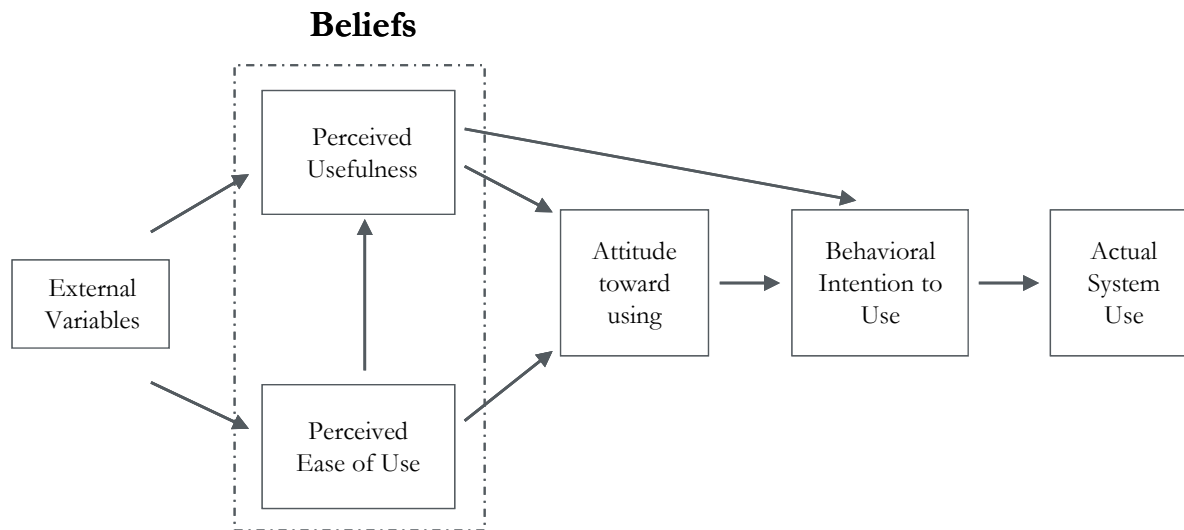 Beliefs
Perceived
Usefulness
External
Variables
Perceived
Ease of Use
Attitude
toward
using
Behavioral
Intention to
Use
Actual
System
Use